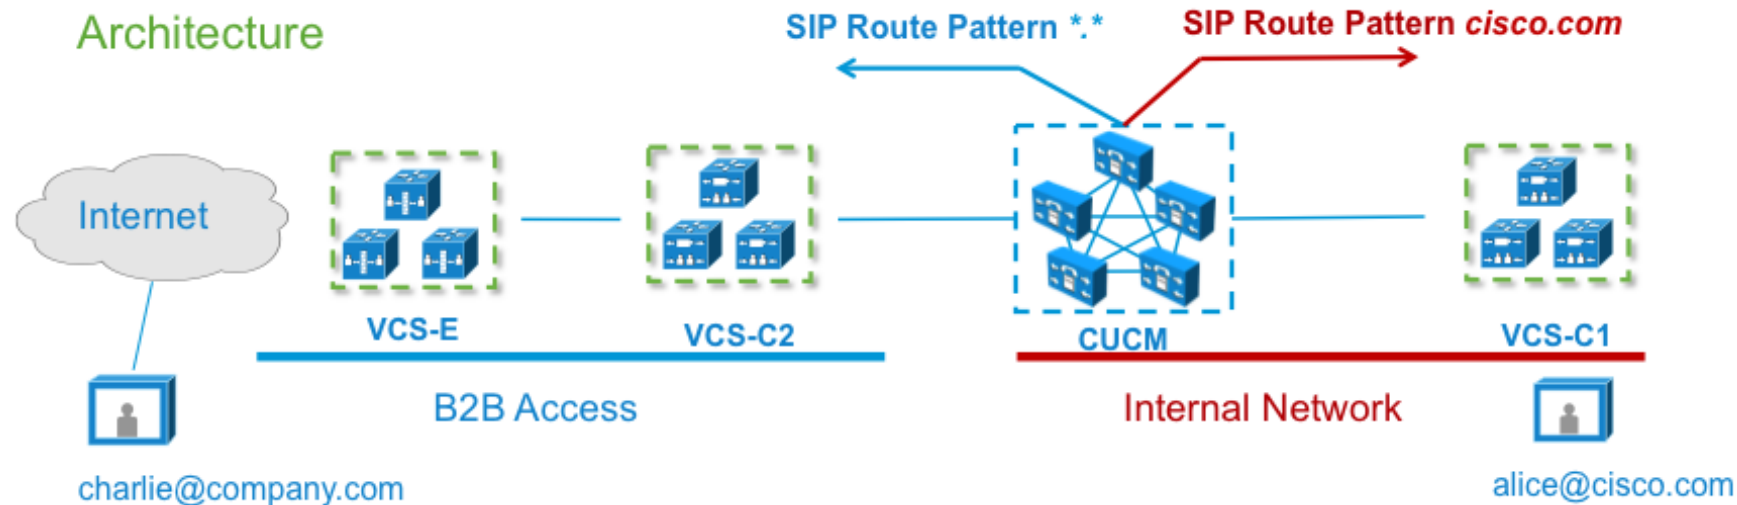 Architecture
SIP Route Pattern *.*
SIP Route Pattern cisco.com
Internet
VCS-E
VCS-C2
CUCM
VCS-C1
B2B Access
Internal Network
charlie@company.com
alice@cisco.com